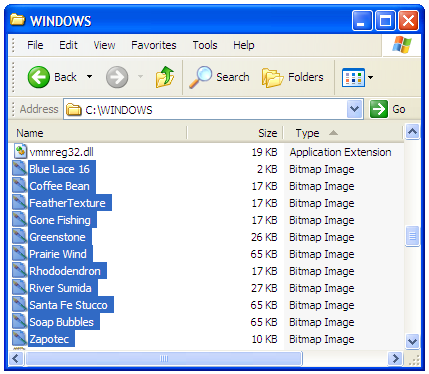 WINDOWS
File Edit View Favorites Tools Help
Back Search Folders
Address C:\WINDOWS Go
Name Size Type
vmmreg32.dll 19 KB Application Extension
Blue Lace 16 2 KB Bitmap Image
Coffee Bean 17 KB Bitmap Image
FeatherTexture 17 KB Bitmap Image
Gone Fishing 17 KB Bitmap Image
Greenstone 26 KB Bitmap Image
Prairie Wind 65 KB Bitmap Image
Rhododendron 17 KB Bitmap Image
River Sumida 27 KB Bitmap Image
Santa Fe Stucco 65 KB Bitmap Image
Soap Bubbles 65 KB Bitmap Image
Zapotec 10 KB Bitmap Image